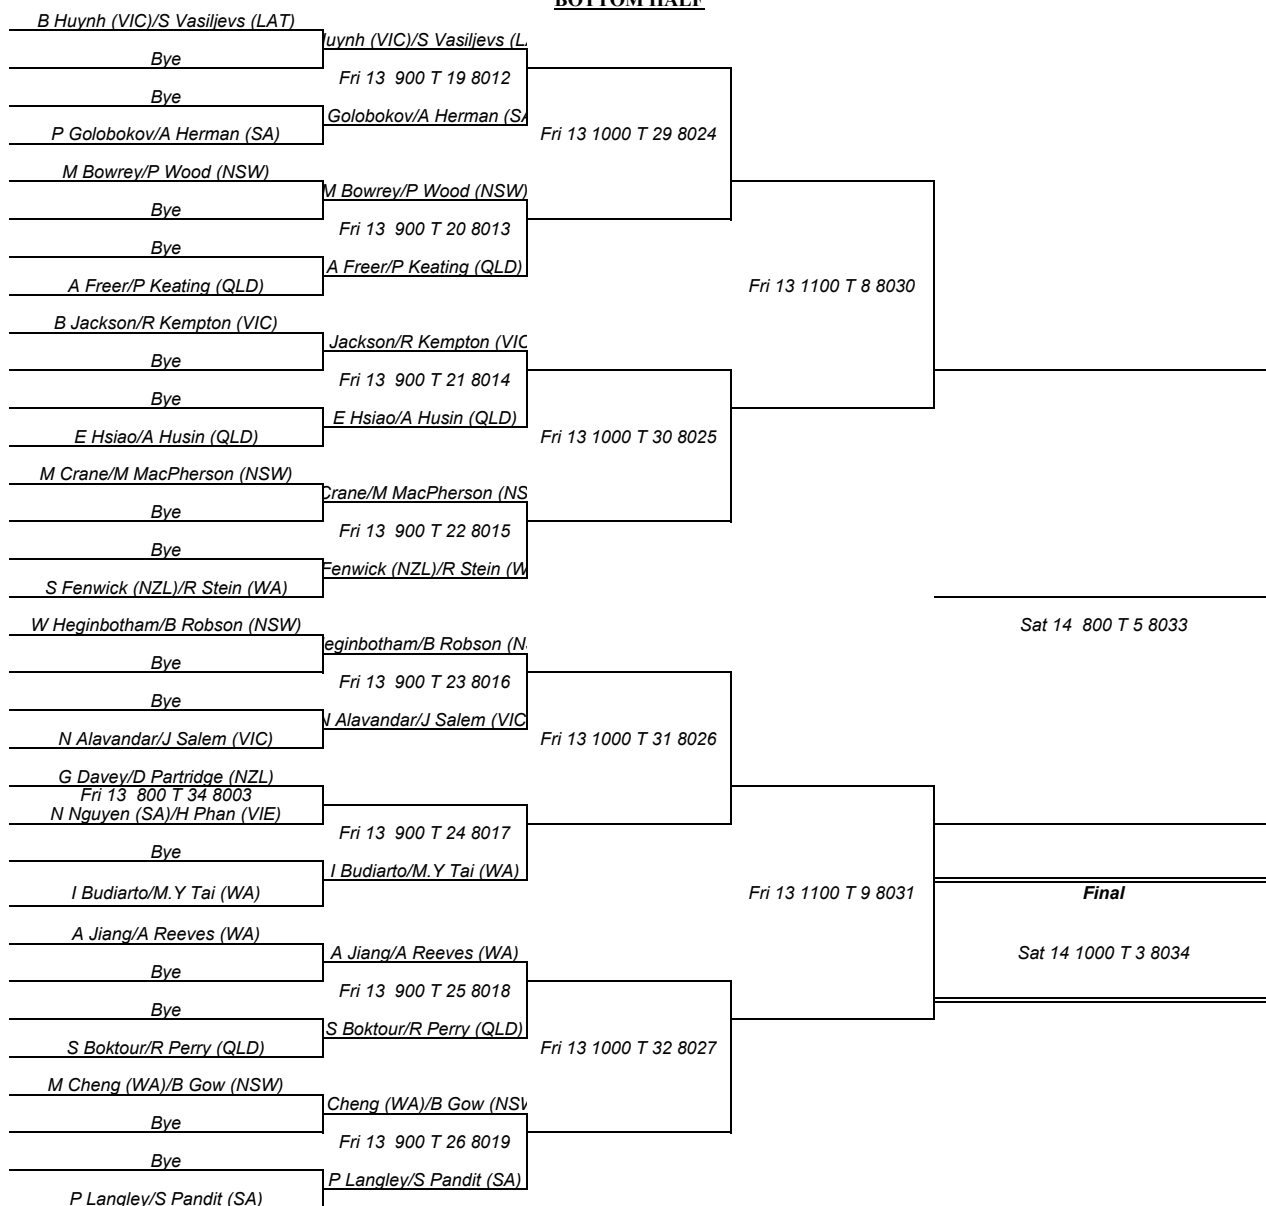 BOTTOM HALF
B Huynh (VIC)/S Vasiljevs (LAT)
Bye
Bye
P Golobokov/A Herman (SA)
M Bowrey/P Wood (NSW)
Bye
Bye
A Freer/P Keating (QLD)
B Jackson/R Kempton (VIC)
Bye
Bye
E Hsiao/A Husin (QLD)
M Crane/M MacPherson (NSW)
Bye
Bye
S Fenwick (NZL)/R Stein (WA)
W Heginbotham/B Robson (NSW)
Bye
Bye
N Alavandar/J Salem (VIC)
G Davey/D Partridge (NZL)
Fri 13 800 T 34 8003
N Nguyen (SA)/H Phan (VIE)
Bye
I Budiarto/M.Y Tai (WA)
A Jiang/A Reeves (WA)
Bye
Bye
S Boktour/R Perry (QLD)
M Cheng (WA)/B Gow (NSW)
Bye
Bye
P Langley/S Pandit (SA)
uynh (VIC)/S Vasiljevs (L
Fri 13 900 T 19 8012
Golobokov/A Herman (SA
M Bowrey/P Wood (NSW)
Fri 13 900 T 20 8013
A Freer/P Keating (QLD)
Jackson/R Kempton (VIC
Fri 13 900 T 21 8014
E Hsiao/A Husin (QLD)
Crane/M MacPherson (NS
Fri 13 900 T 22 8015
Fenwick (NZL)/R Stein (W
eginbotham/B Robson (N
Fri 13 900 T 23 8016
N Alavandar/J Salem (VIC
Fri 13 900 T 24 8017
I Budiarto/M.Y Tai (WA)
A Jiang/A Reeves (WA)
Fri 13 900 T 25 8018
S Boktour/R Perry (QLD)
Cheng (WA)/B Gow (NSW
Fri 13 900 T 26 8019
P Langley/S Pandit (SA)
Fri 13 1000 T 29 8024
Fri 13 1000 T 30 8025
Fri 13 1000 T 31 8026
Fri 13 1000 T 32 8027
Fri 13 1100 T 8 8030
Fri 13 1100 T 9 8031
Sat 14 800 T 5 8033
Final
Sat 14 1000 T 3 8034